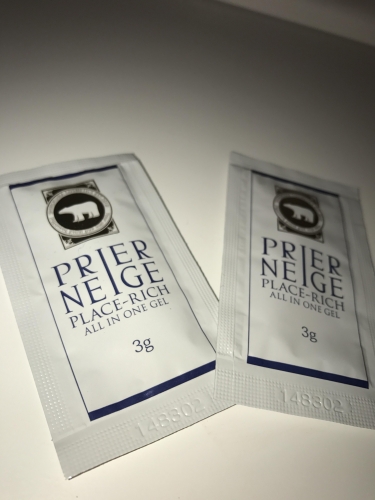 PRIER
NEIGE
PLACE-RICH
ALL IN ONE GEL
3g
148302
PRIER
NEIGE
PLACE-RICH
ALL IN ONE GEL
3g
148302